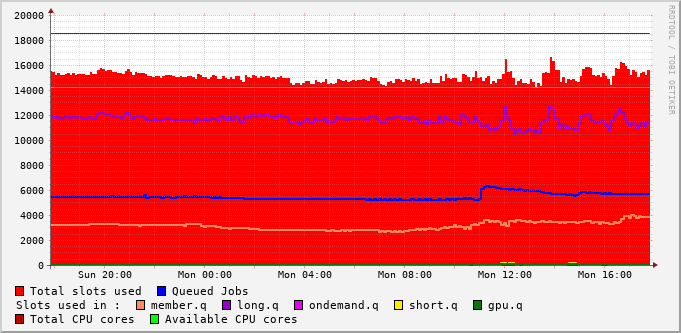 20000
18000
16000
14000
12000
10000
8000
6000
4000
2000
0
Sun 20:00 Mon 00:00 Mon 04:00 Mon 08:00 Mon 12:00 Mon 16:00
RRDTOOL / TOBI OETIKER
Total slots used Queued Jobs
Slots used in : member.q long.q ondemand.q short.q gpu.q
Total CPU cores Available CPU cores